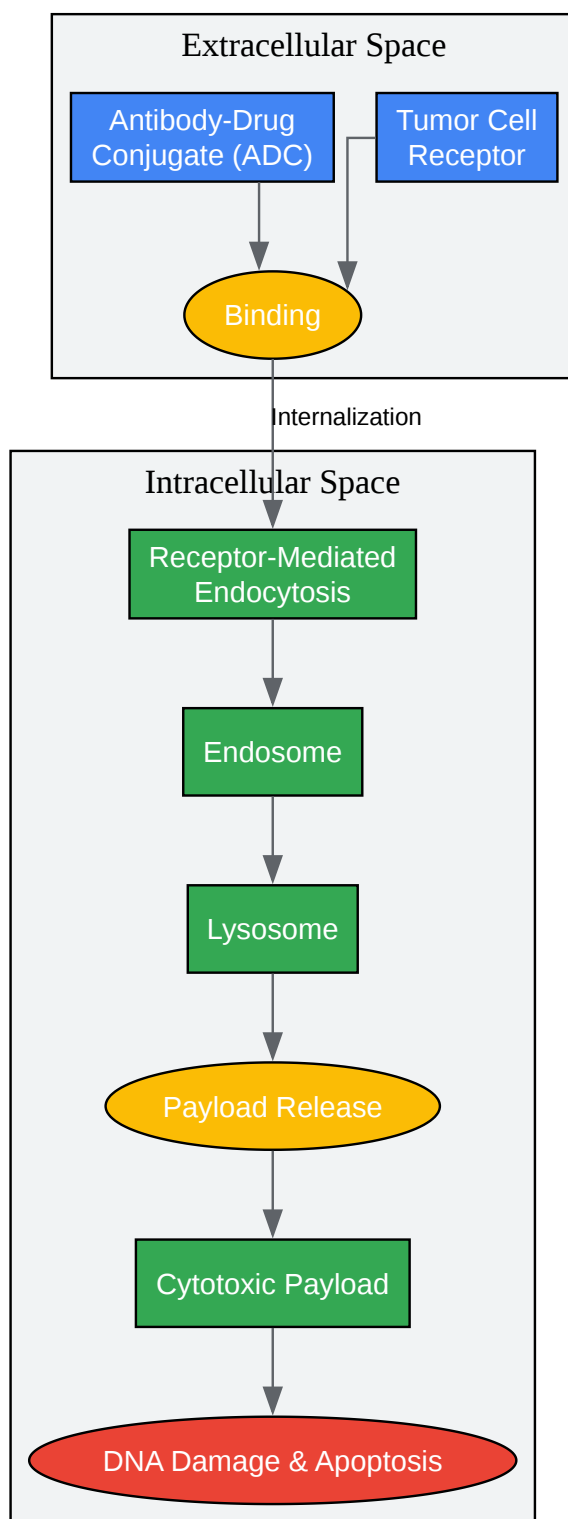 Extracellular Space
Antibody-Drug
Conjugate (ADC)
Tumor Cell
Receptor
Binding
Internalization
Intracellular Space
Receptor-Mediated
Endocytosis
Endosome
Lysosome
Payload Release
Cytotoxic Payload
DNA Damage & Apoptosis